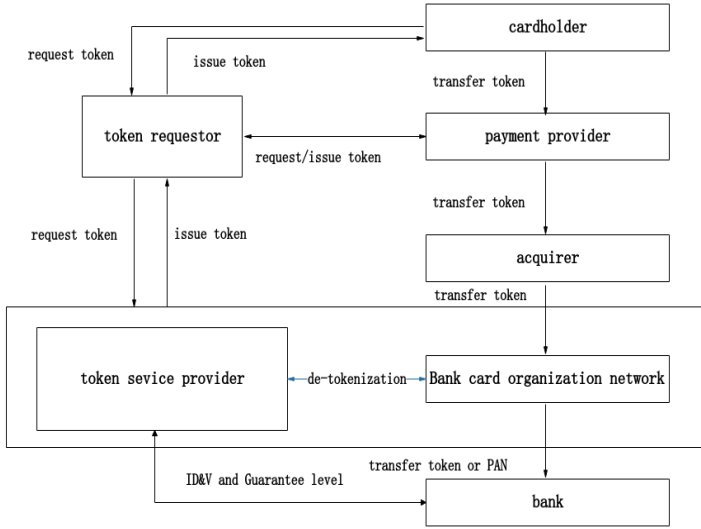 cardholder
request token
issue token
transfer token
token requestor
payment provider
request/issue token
transfer token
request token
issue token
acquirer
transfer token
token sevice provider
de-tokenization
Bank card organization network
transfer token or PAN
ID&V and Guarantee level
bank